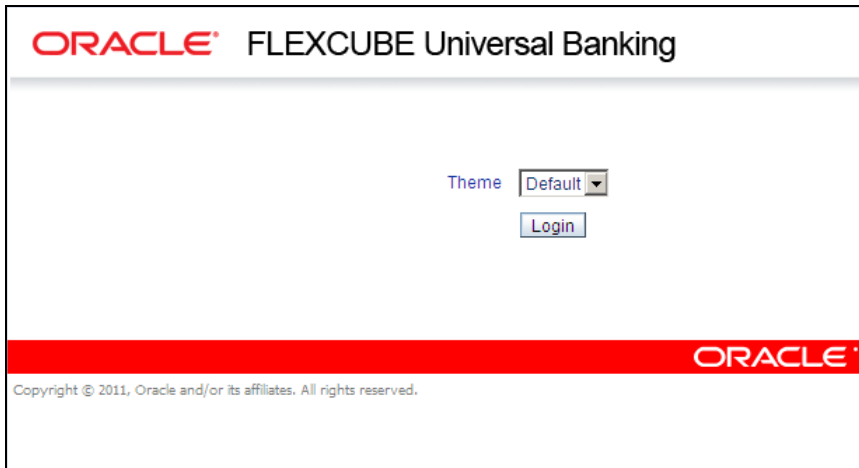 ORACLE® FLEXCUBE Universal Banking
Theme Default
Login
ORACLE
Copyright © 2011, Oracle and/or its affiliates. All rights reserved.